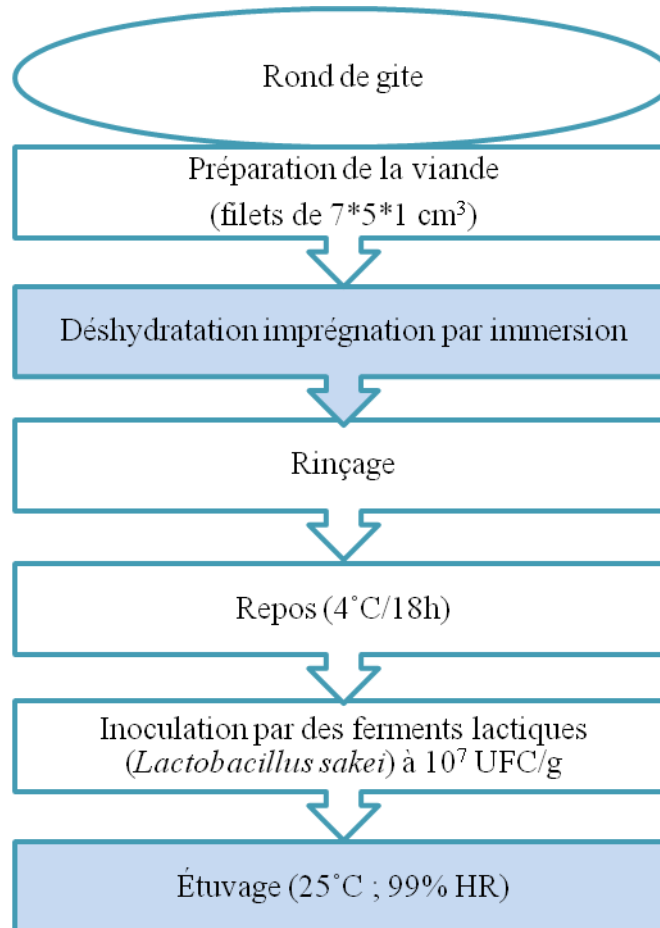 Rond de gite
Préparation de la viande
(filets de 7*5*1 cm³)
Déshydratation imprégnation par immersion
Rinçage
Repos (4˚C/18h)
Inoculation par des ferments lactiques
(Lactobacillus sakei) à 10⁷ UFC/g
Étuvage (25˚C ; 99% HR)